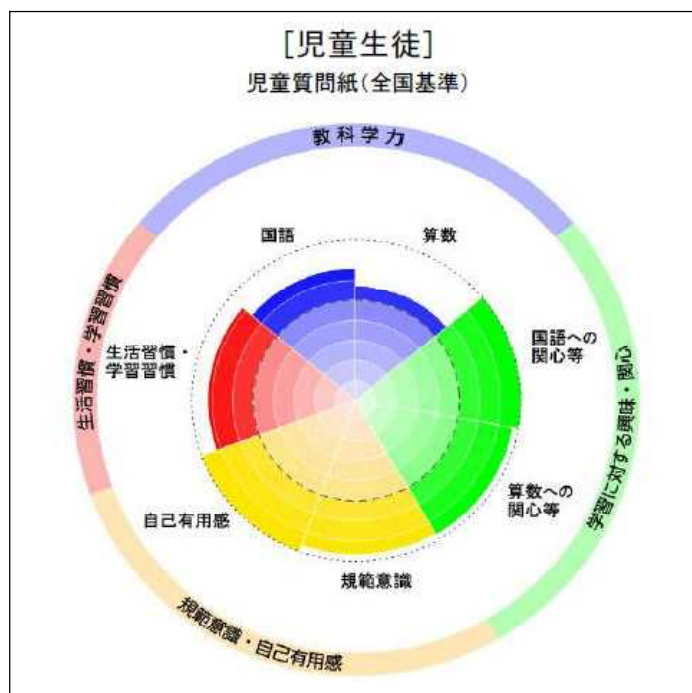 ［児童生徒］
児童質問紙(全国基準)
教科学力
国語
算数
生活習慣・学習習慣
生活習慣・
学習習慣
国語への
関心等
学習に対する興味・関心
算数への
関心等
自己有用感
規範意識
規範意識・自己有用感